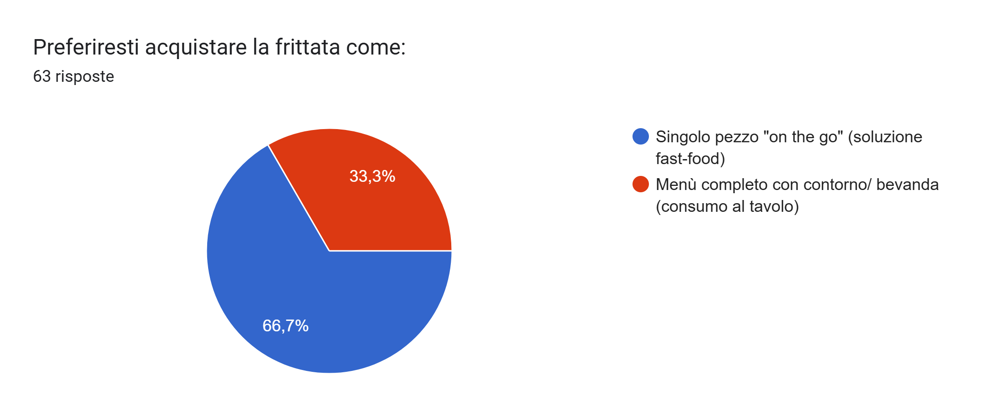 Preferiresti acquistare la frittata come:
63 risposte
33,3%
66,7%
Singolo pezzo "on the go" (soluzione
fast-food)
Menù completo con contorno/ bevanda
(consumo al tavolo)